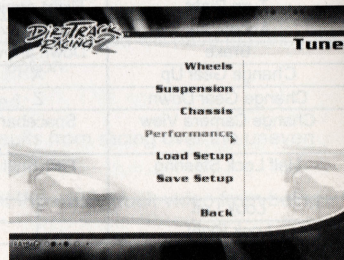 DIRT TRACK
RACING 2
Tune
Wheels
Suspension
Chassis
Performance
Load Setup
Save Setup
Back